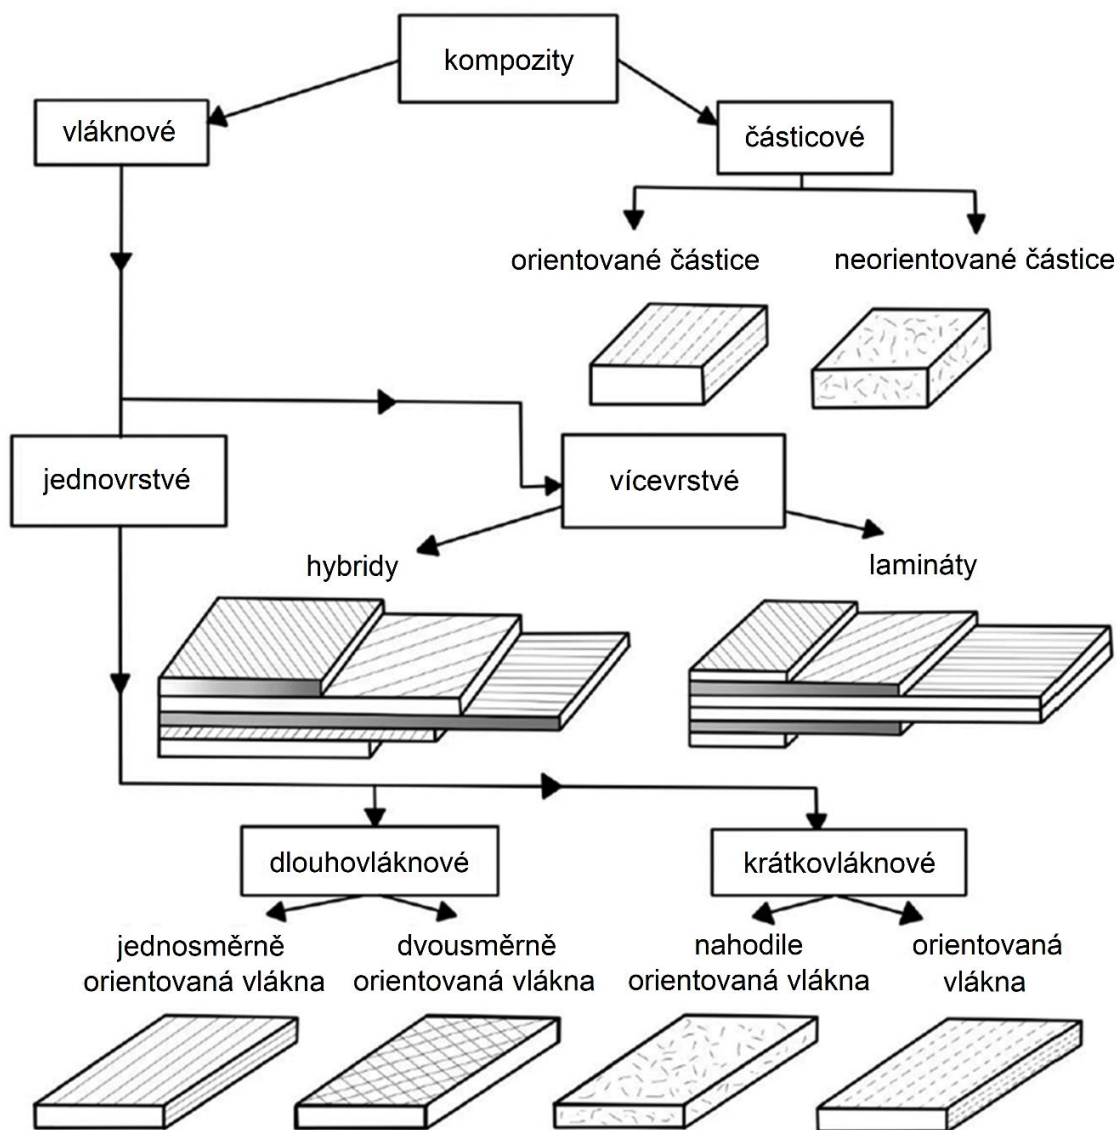 kompozity
vláknové
částicové
orientované částice
neorientované částice
jednovrstvé
vícevrstvé
hybridy
lamináty
dlouhovláknové
krátkovláknové
jednosměrně
orientovaná vlákna
dvousměrně
orientovaná vlákna
nahodile
orientovaná vlákna
orientovaná
vlákna